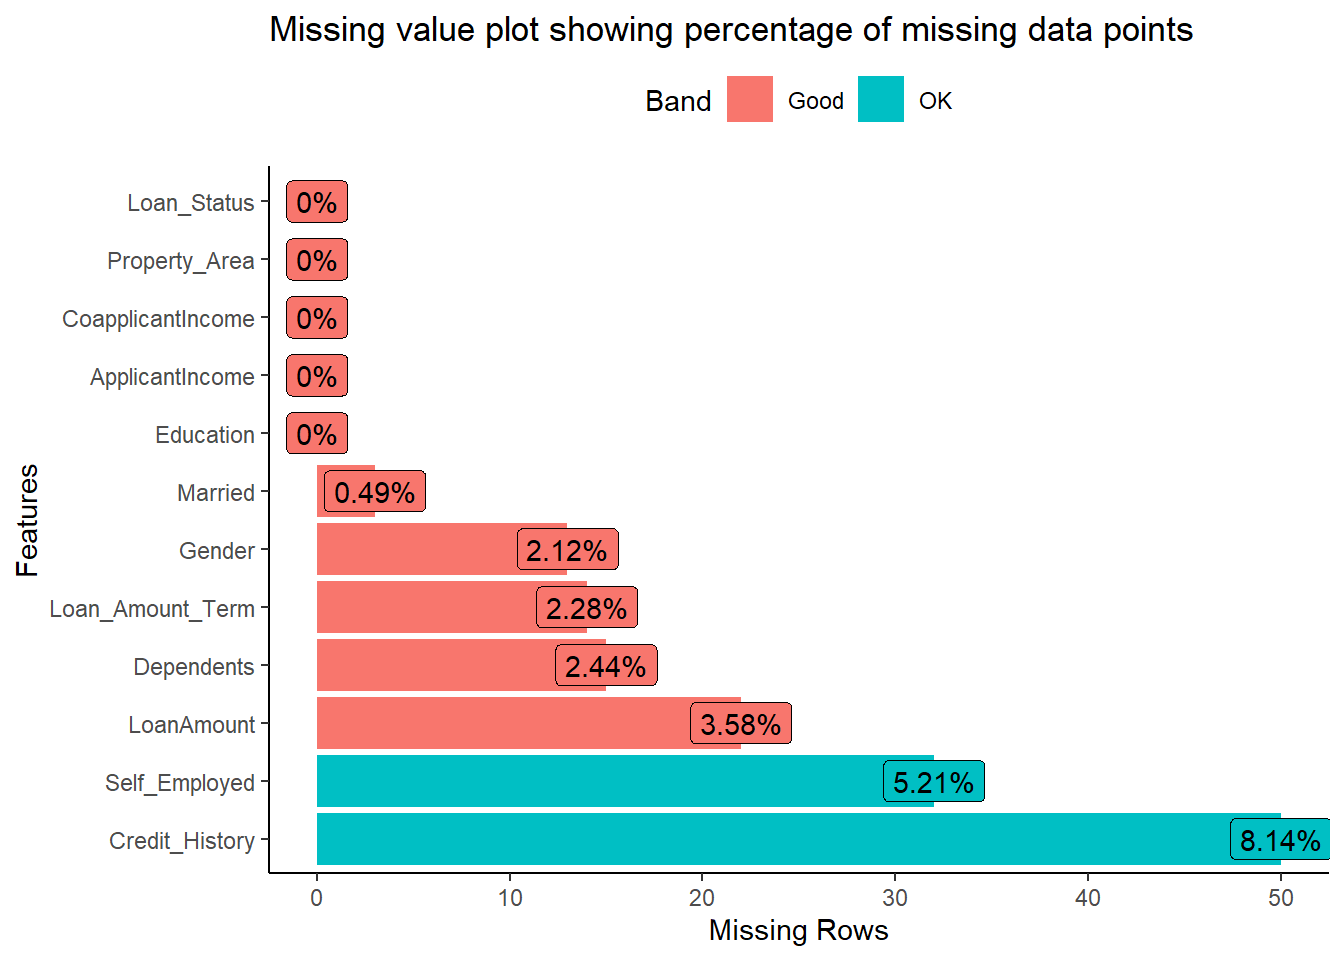 Missing value plot showing percentage of missing data points
Band Good OK
Loan_Status 0%
Property_Area 0%
CoapplicantIncome 0%
ApplicantIncome 0%
Education 0%
Married 0.49%
Gender 2.12%
Loan_Amount_Term 2.28%
Dependents 2.44%
LoanAmount 3.58%
Self_Employed 5.21%
Credit_History 8.14%
Features
0 10 20 30 40 50
Missing Rows